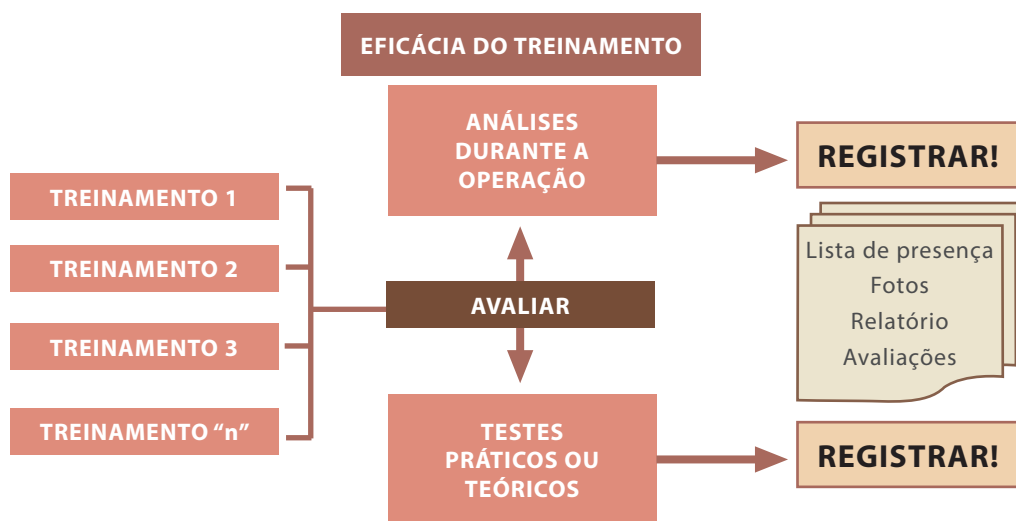 EFICÁCIA DO TREINAMENTO
ANÁLISES
DURANTE A
OPERAÇÃO
REGISTRAR!
TREINAMENTO 1
TREINAMENTO 2
TREINAMENTO 3
TREINAMENTO “n”
AVALIAR
Lista de presença
Fotos
Relatório
Avaliações
TESTES
PRÁTICOS OU
TEÓRICOS
REGISTRAR!